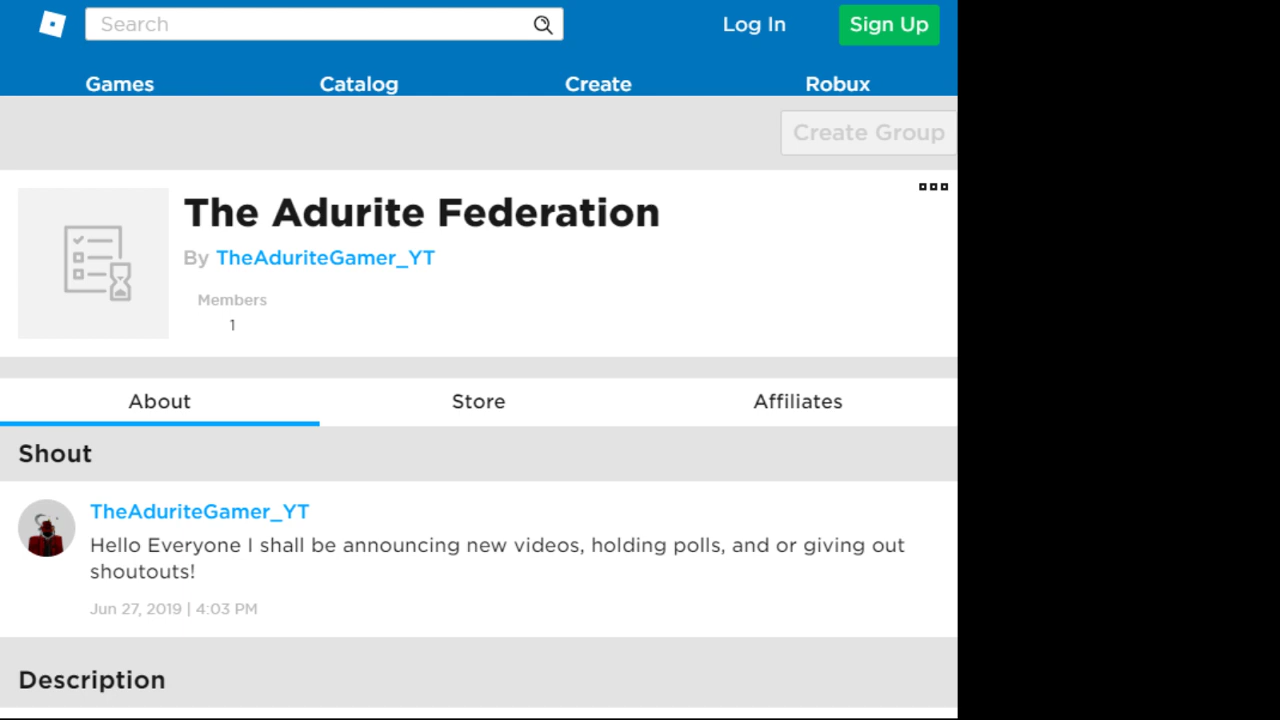 Search
Log In
Sign Up
Games
Catalog
Create
Robux
Create Group
The Adurite Federation
By TheAduriteGamer_YT
Members
1
About
Store
Affiliates
Shout
TheAduriteGamer_YT
Hello Everyone I shall be announcing new videos, holding polls, and or giving out
shoutouts!
Jun 27, 2019 | 4:03 PM
Description